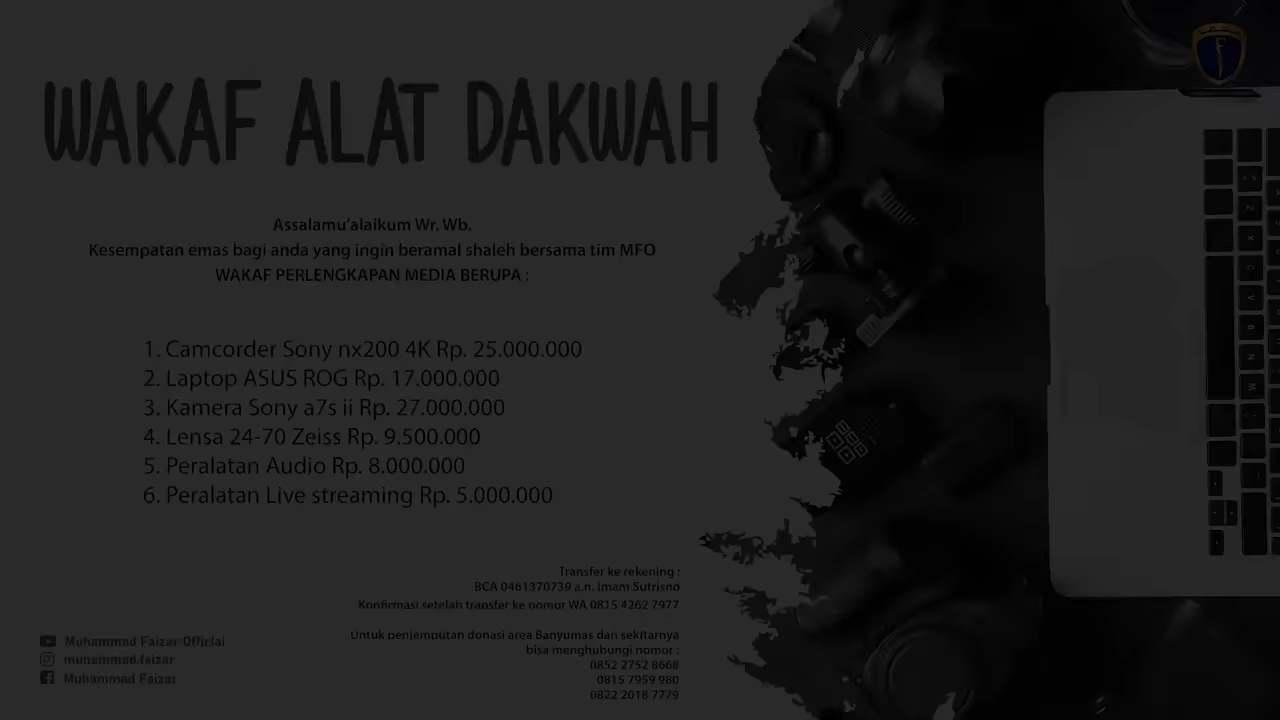 WAKAF ALAT DAKWAH
Assalamu'alaikum Wr. Wb.
Kesempatan emas bagi anda yang ingin beramal shaleh bersama tim MFO
WAKAF PERLENGKAPAN MEDIA BERUPA :
1. Camcorder Sony nx200 4K Rp. 25.000.000
2. Laptop ASUS ROG Rp. 17.000.000
3. Kamera Sony a7s ii Rp. 27.000.000
4. Lensa 24-70 Zeiss Rp. 9.500.000
5. Peralatan Audio Rp. 8.000.000
6. Peralatan Live streaming Rp. 5.000.000
Transfer ke rekening :
BCA 0461370739 a.n. Imam Sutrisno
Konfirmasi setelah transfer ke nomor WA 0815 4262 7977
Untuk penjemputan donasi area Banyumas dan sekitarnya
bisa menghubungi nomor :
0852 2752 8668
0815 7959 980
0822 2018 7779
Muhammad Faizar Official
muhammad.faizar
Muhammad Faizar